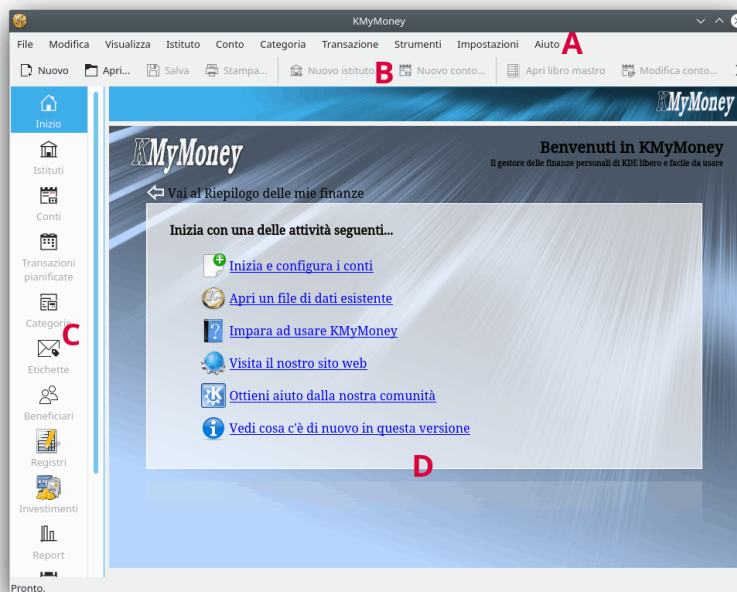 KMyMoney
File Modifica Visualizza Istituto Conto Categoria Transazione Strumenti Impostazioni Aiuto A
Nuovo Apri... Salva Stampa... Nuovo istituto... B Nuovo conto... Apri libro mastro Modifica conto...
Inizio
Istituti
Conti
Transazioni
pianificate
Categorie
C
Etichette
Beneficiari
Registri
Investimenti
Report
KMyMoney
KMyMoney
Benvenuti in KMyMoney
Il gestore delle finanze personali di KDE libero e facile da usare
Vai al Riepilogo delle mie finanze
Inizia con una delle attività seguenti...
Inizia e configura i conti
Apri un file di dati esistente
Impara ad usare KMyMoney
Visita il nostro sito web
Ottieni aiuto dalla nostra comunità
Vedi cosa c'è di nuovo in questa versione
D
Pronto.